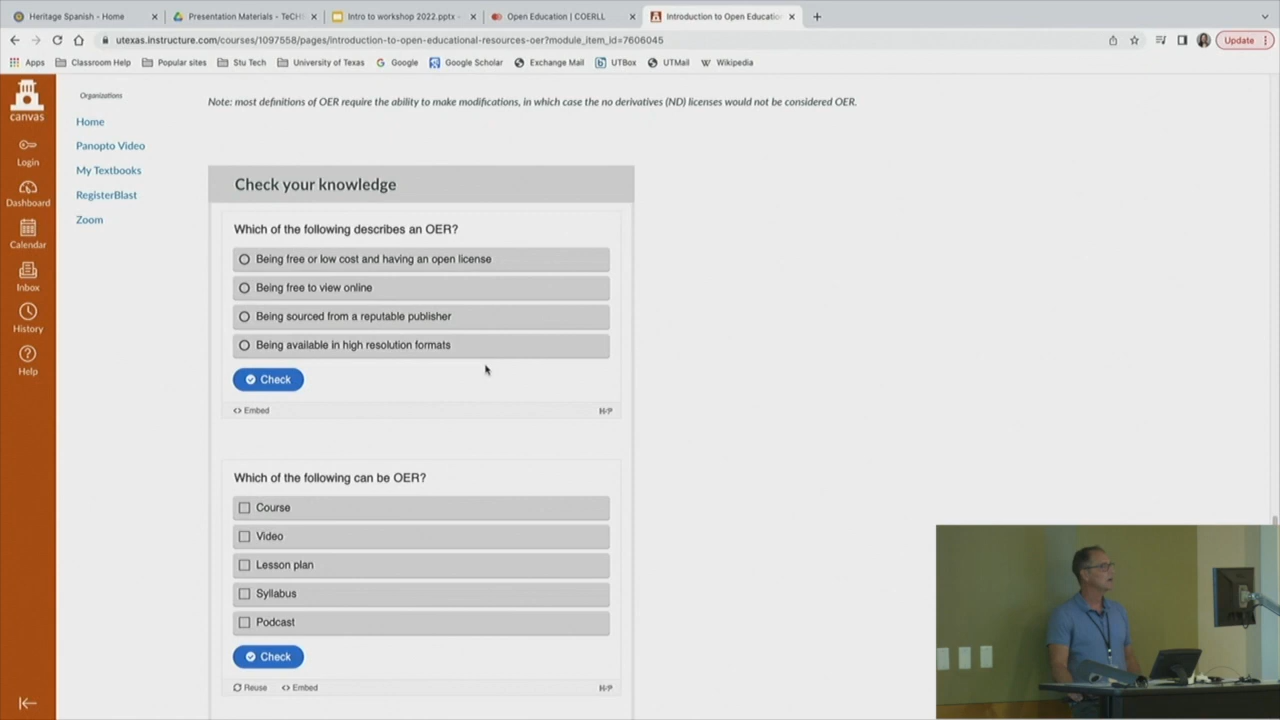 Heritage Spanish - Home
Presentation Materials - TeCH
Intro to workshop 2022.pptx -
Open Education | COERLL
Introduction to Open Educatio
utexas.instructure.com/courses/1097558/pages/introduction-to-open-educational-resources-oer?module_item_id=7606045
Update
Apps
Classroom Help
Popular sites
Stu Tech
University of Texas
Google
Google Scholar
Exchange Mail
UTBox
UTMail
Wikipedia
canvas
Login
Dashboard
Calendar
Inbox
History
Help
Organizations
Home
Panopto Video
My Textbooks
RegisterBlast
Zoom
Note: most definitions of OER require the ability to make modifications, in which case the no derivatives (ND) licenses would not be considered OER.
Check your knowledge
Which of the following describes an OER?
Being free or low cost and having an open license
Being free to view online
Being sourced from a reputable publisher
Being available in high resolution formats
Check
<> Embed
H-P
Which of the following can be OER?
Course
Video
Lesson plan
Syllabus
Podcast
Check
Reuse
<> Embed
H-P